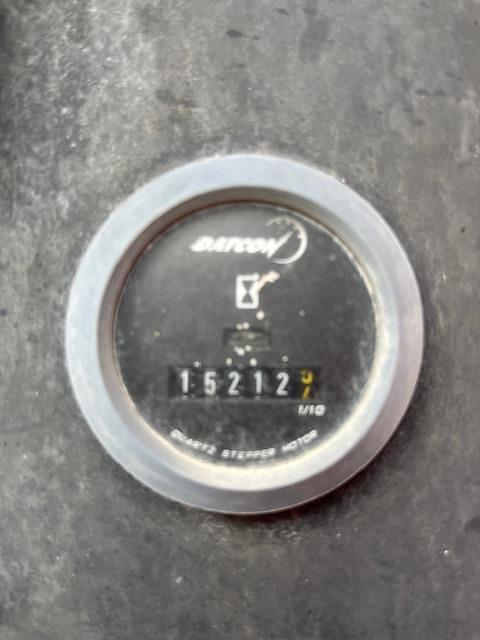 DATCON
15212
1/10
QUARTZ STEPPER MOTOR